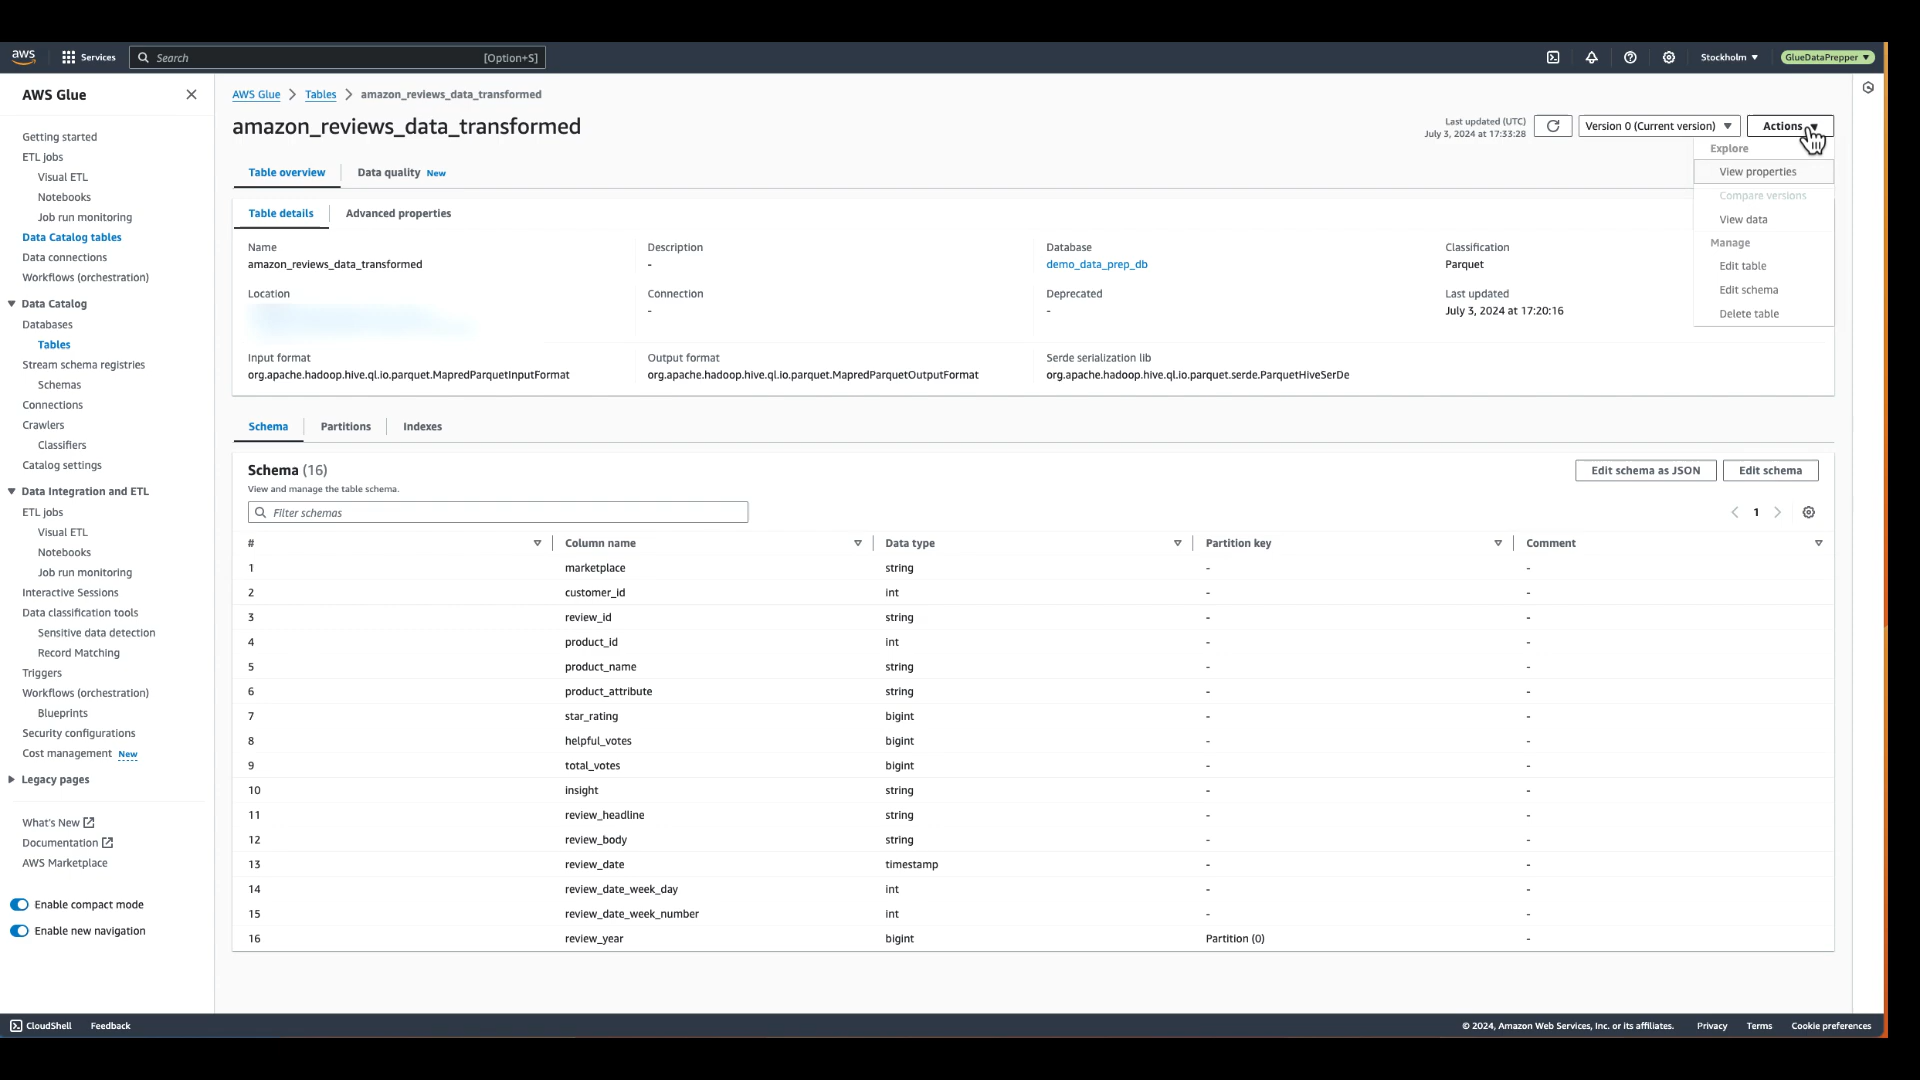 aws
Services
Search
[Option+S]
Stockholm
GlueDataPrepper
AWS Glue
Getting started
ETL jobs
Visual ETL
Notebooks
Job run monitoring
Data Catalog tables
Data connections
Workflows (orchestration)
Data Catalog
Databases
Tables
Stream schema registries
Schemas
Connections
Crawlers
Classifiers
Catalog settings
Data Integration and ETL
ETL jobs
Visual ETL
Notebooks
Job run monitoring
Interactive Sessions
Data classification tools
Sensitive data detection
Record Matching
Triggers
Workflows (orchestration)
Blueprints
Security configurations
Cost management New
Legacy pages
What's New
Documentation
AWS Marketplace
Enable compact mode
Enable new navigation
AWS Glue > Tables > amazon_reviews_data_transformed
amazon_reviews_data_transformed
Last updated (UTC)
July 3, 2024 at 17:33:28
Version 0 (Current version)
Actions
Explore
View properties
Compare versions
View data
Manage
Edit table
Edit schema
Delete table
Table overview
Data quality New
Table details
Advanced properties
Name
amazon_reviews_data_transformed
Description
-
Database
demo_data_prep_db
Classification
Parquet
Location
Connection
-
Deprecated
-
Last updated
July 3, 2024 at 17:20:16
Input format
org.apache.hadoop.hive.ql.io.parquet.MapredParquetInputFormat
Output format
org.apache.hadoop.hive.ql.io.parquet.MapredParquetOutputFormat
Serde serialization lib
org.apache.hadoop.hive.ql.io.parquet.serde.ParquetHiveSerDe
Schema
Partitions
Indexes
Schema (16)
View and manage the table schema.
Edit schema as JSON
Edit schema
Filter schemas
1
# Column name Data type Partition key Comment
1 marketplace string - -
2 customer_id int - -
3 review_id string - -
4 product_id int - -
5 product_name string - -
6 product_attribute string - -
7 star_rating bigint - -
8 helpful_votes bigint - -
9 total_votes bigint - -
10 insight string - -
11 review_headline string - -
12 review_body string - -
13 review_date timestamp - -
14 review_date_week_day int - -
15 review_date_week_number int - -
16 review_year bigint Partition (0) -
CloudShell
Feedback
© 2024, Amazon Web Services, Inc. or its affiliates.
Privacy
Terms
Cookie preferences